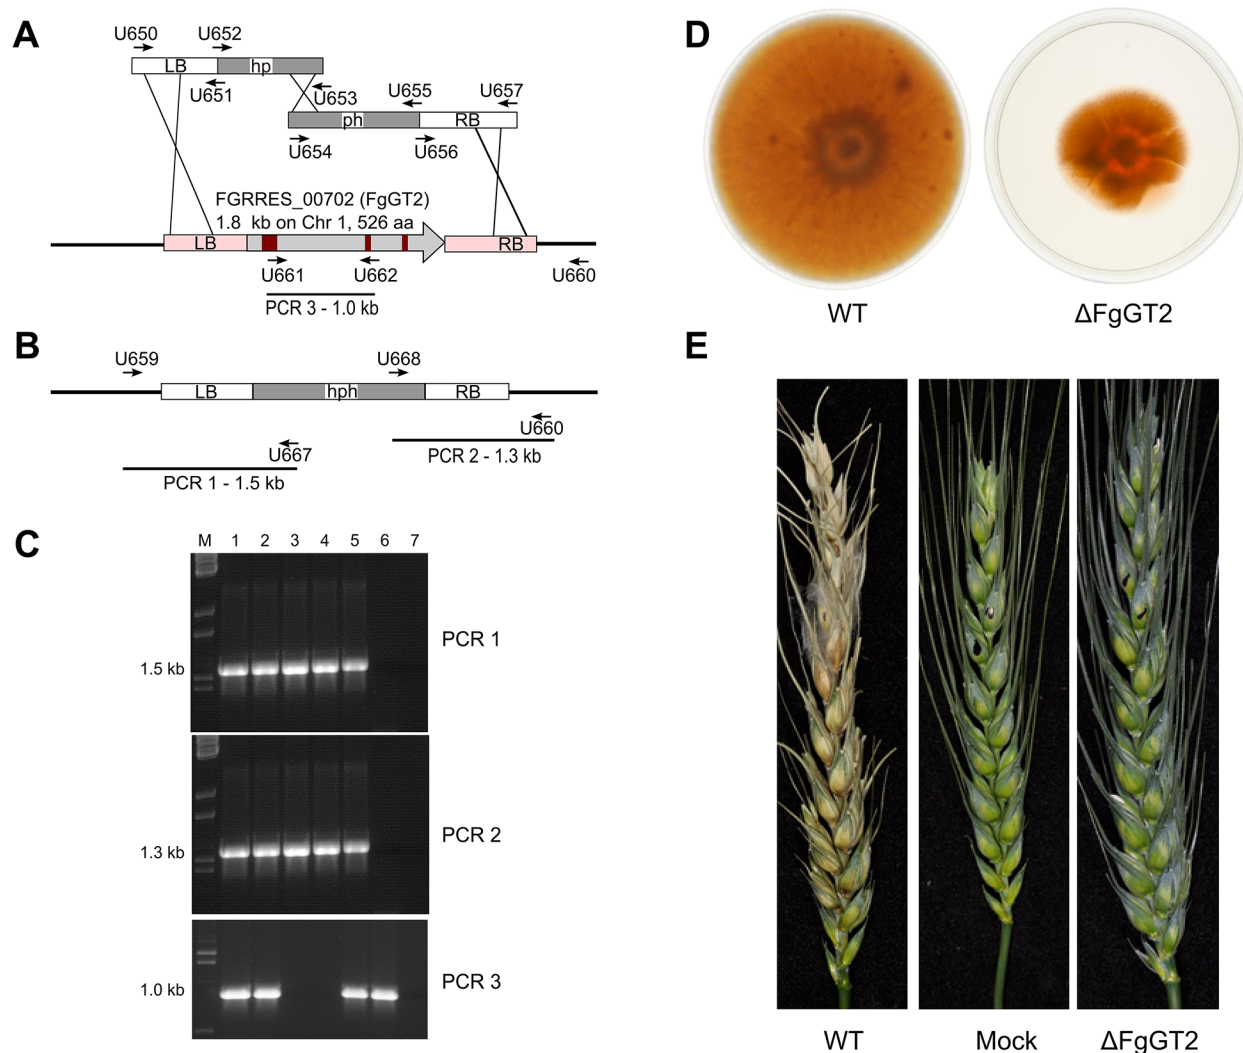 A
U650
U652
LB
hp
U651
U653
U655
U657
ph
RB
U654
U656
FGRRES_00702 (FgGT2)
1.8 kb on Chr 1, 526 aa
LB
RB
U661
U662
U660
PCR 3 - 1.0 kb
B
U659
U668
LB
hph
RB
U667
U660
PCR 2 - 1.3 kb
PCR 1 - 1.5 kb
C
M 1 2 3 4 5 6 7
1.5 kb
PCR 1
1.3 kb
PCR 2
1.0 kb
PCR 3
D
WT
ΔFgGT2
E
WT
Mock
ΔFgGT2